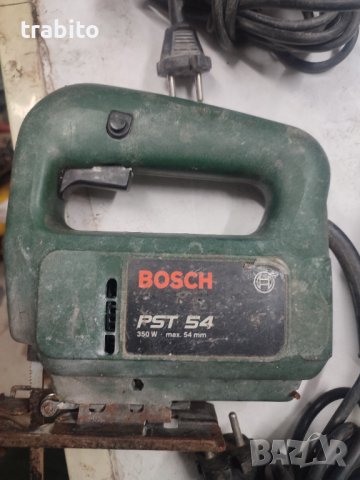 trabito
BOSCH
PST 54
350 W - max. 54 mm
BAZAR